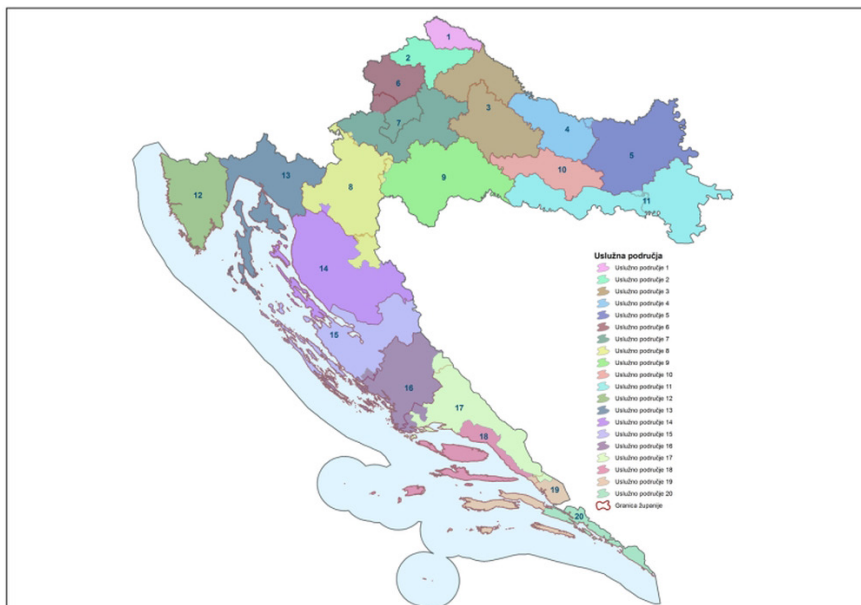 1
2
6
3
7
4
5
13
12
8
9
10
11
14
15
16
17
18
19
20
Uslužna područja
Uslužno područje 1
Uslužno područje 2
Uslužno područje 3
Uslužno područje 4
Uslužno područje 5
Uslužno područje 6
Uslužno područje 7
Uslužno područje 8
Uslužno područje 9
Uslužno područje 10
Uslužno područje 11
Uslužno područje 12
Uslužno područje 13
Uslužno područje 14
Uslužno područje 15
Uslužno područje 16
Uslužno područje 17
Uslužno područje 18
Uslužno područje 19
Uslužno područje 20
Granica županije